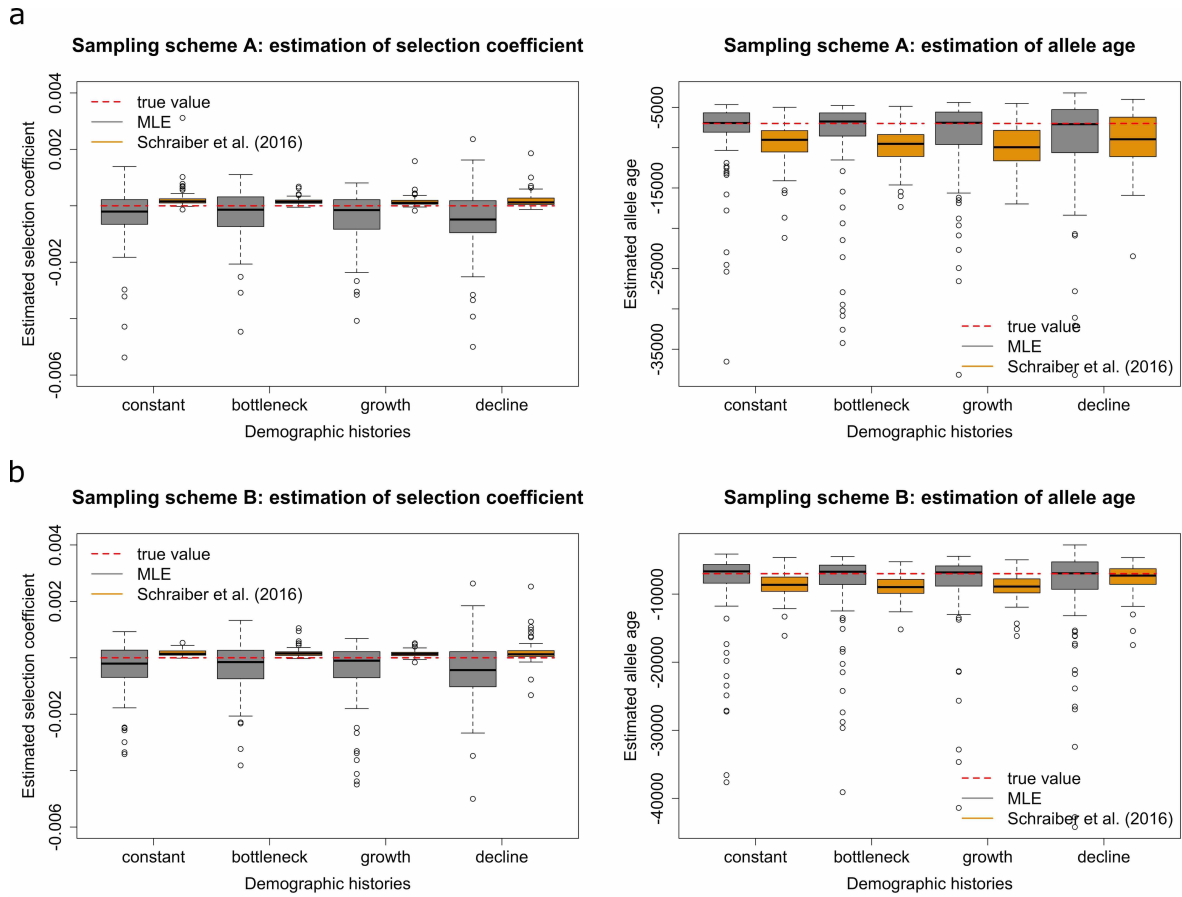 a
Sampling scheme A: estimation of selection coefficient
Estimated selection coefficient
0.004
0.002
-0.002
-0.006
true value
MLE
Schraiber et al. (2016)
constant
bottleneck
growth
decline
Demographic histories
Sampling scheme A: estimation of allele age
Estimated allele age
-5000
-15000
-25000
-35000
true value
MLE
Schraiber et al. (2016)
constant
bottleneck
growth
decline
Demographic histories
b
Sampling scheme B: estimation of selection coefficient
Estimated selection coefficient
0.004
0.002
-0.002
-0.006
true value
MLE
Schraiber et al. (2016)
constant
bottleneck
growth
decline
Demographic histories
Sampling scheme B: estimation of allele age
Estimated allele age
-10000
-20000
-30000
-40000
true value
MLE
Schraiber et al. (2016)
constant
bottleneck
growth
decline
Demographic histories